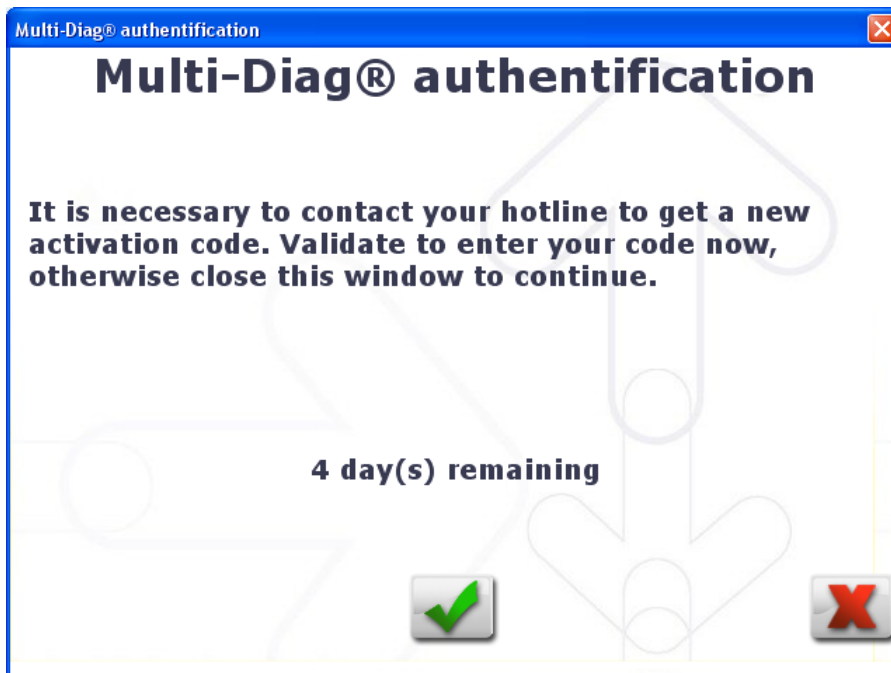 Multi-Diag® authentification
Multi-Diag® authentification
It is necessary to contact your hotline to get a new
activation code. Validate to enter your code now,
otherwise close this window to continue.
4 day(s) remaining